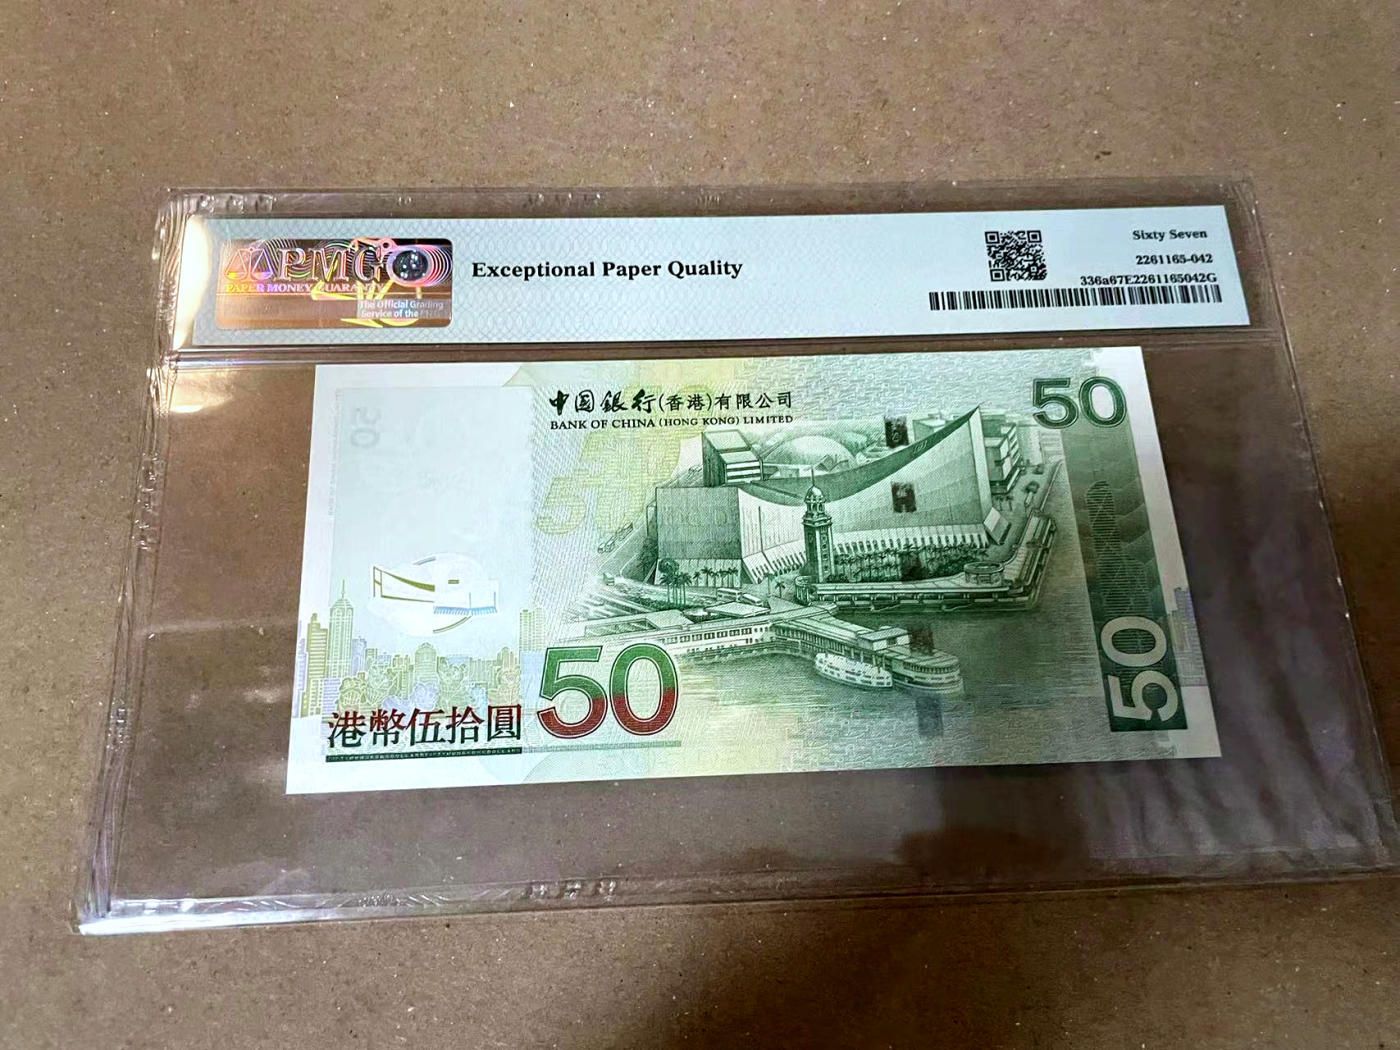 PMG
PAPER MONEY GUARANTY
The Official Grading
Service of the PNG
Exceptional Paper Quality
Sixty Seven
2261165-042
336a67E2261165042G
中国銀行(香港)有限公司
BANK OF CHINA (HONG KONG) LIMITED
50
50
50
港幣伍拾圓
50